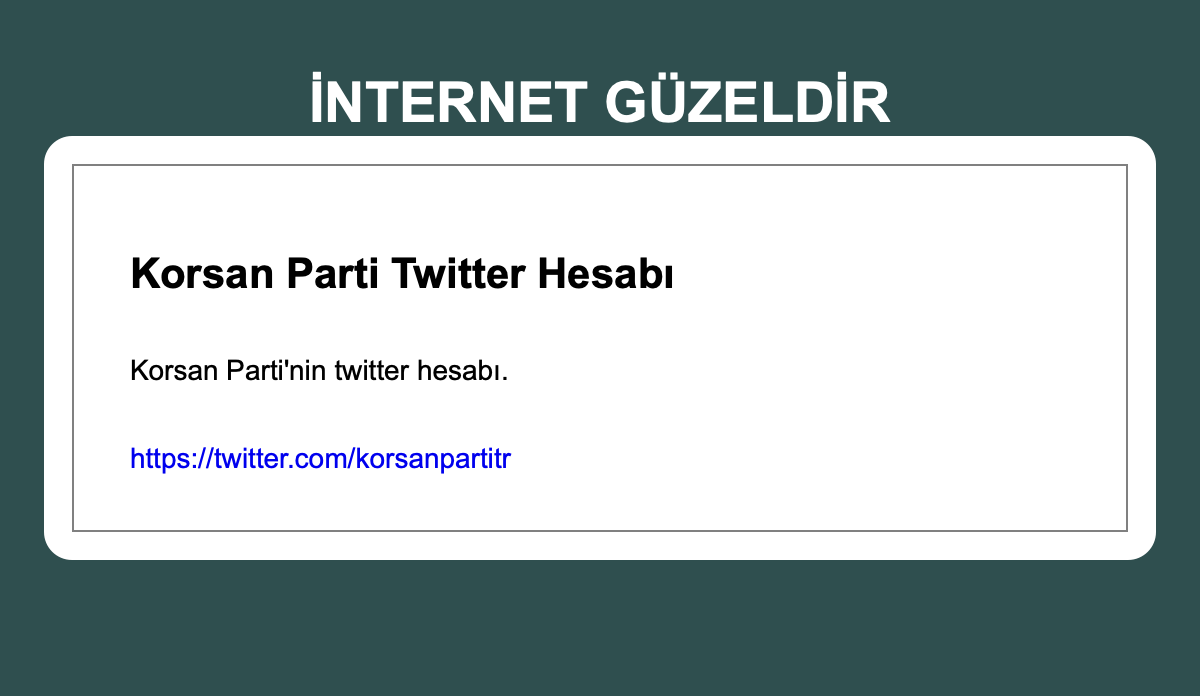 İNTERNET GÜZELDİR
Korsan Parti Twitter Hesabı
Korsan Parti'nin twitter hesabı.
https://twitter.com/korsanpartitr